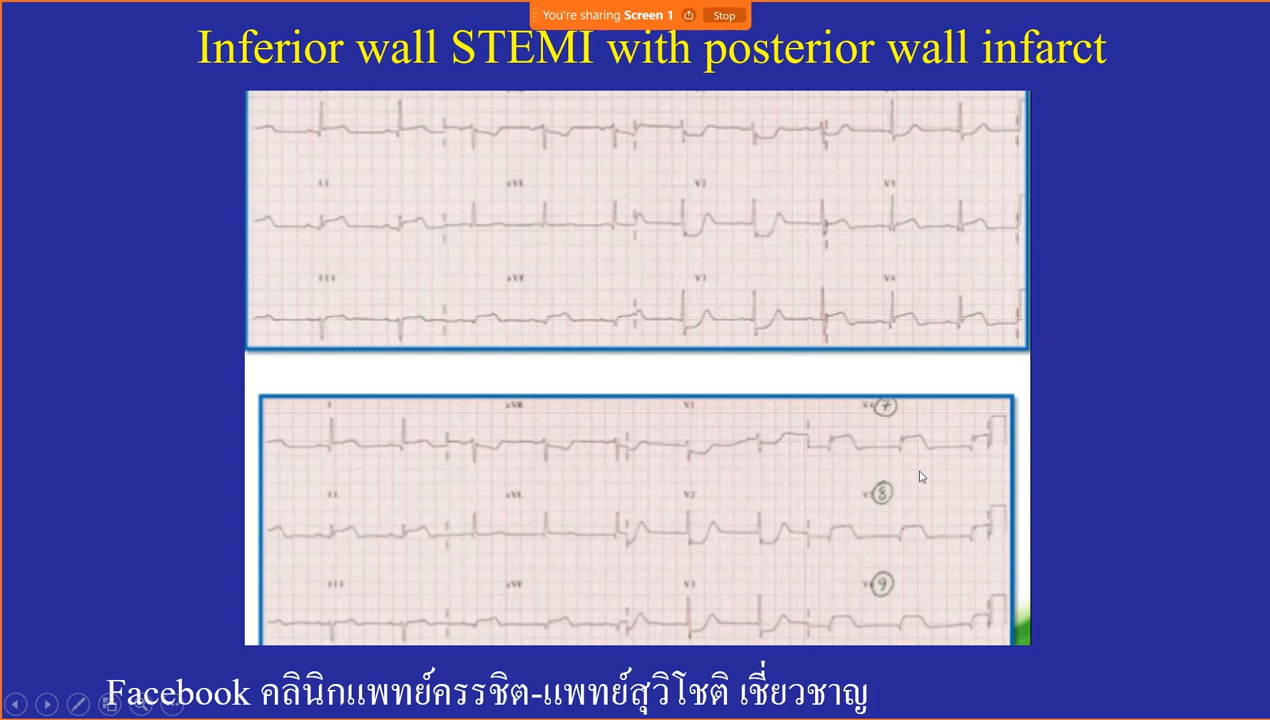 You're sharing Screen 1 Stop
Inferior wall STEMI with posterior wall infarct
II aVL V2 V5
III aVF V3 V6
I aVR V1 V4 7
II aVL V2 V5 8
III aVF V3 V6 9
Facebook คลินิกแพทย์ครรชิต-แพทย์สุวิโชติ เชี่ยวชาญ